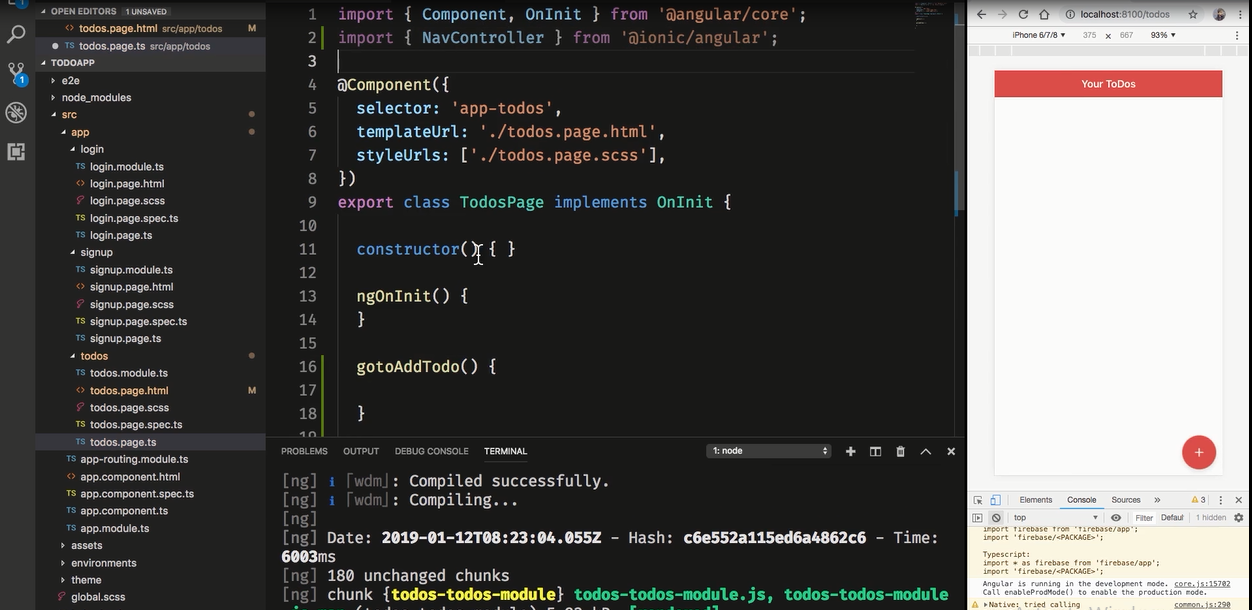 OPEN EDITORS 1 UNSAVED
todos.page.html src/app/todos M
TS todos.page.ts src/app/todos
TODOAPP
e2e
node_modules
src
app
login
TS login.module.ts
login.page.html
login.page.scss
TS login.page.spec.ts
TS login.page.ts
signup
TS signup.module.ts
signup.page.html
signup.page.scss
TS signup.page.spec.ts
TS signup.page.ts
todos
TS todos.module.ts
todos.page.html M
todos.page.scss
TS todos.page.spec.ts
TS todos.page.ts
TS app-routing.module.ts
app.component.html
TS app.component.spec.ts
TS app.component.ts
TS app.module.ts
assets
environments
theme
global.scss
1
1 import { Component, OnInit } from '@angular/core';
2 import { NavController } from '@ionic/angular';
3
4 @Component({
5 selector: 'app-todos',
6 templateUrl: './todos.page.html',
7 styleUrls: ['./todos.page.scss'],
8 })
9 export class TodosPage implements OnInit {
10
11 constructor() { }
12
13 ngOnInit() {
14 }
15
16 gotoAddTodo() {
17
18 }
PROBLEMS OUTPUT DEBUG CONSOLE TERMINAL 1: node
[ng] ℹ ｢wdm｣: Compiled successfully.
[ng] ℹ ｢wdm｣: Compiling...
[ng]
[ng] Date: 2019-01-12T08:23:04.055Z - Hash: c6e552a115ed6a4862c6 - Time:
6003ms
[ng] 180 unchanged chunks
[ng] chunk {todos-todos-module} todos-todos-module.js, todos-todos-module
localhost:8100/todos
iPhone 6/7/8 375 x 667 93%
Your ToDos
+
Elements Console Sources » 3
top Filter Defaul 1 hidden
import firebase from 'firebase/app';
import 'firebase/<PACKAGE>';
Typescript:
import * as firebase from 'firebase/app';
import 'firebase/<PACKAGE>';
Angular is running in the development mode. core.js:15702
Call enableProdMode() to enable the production mode.
Native: tried calling common.js:290